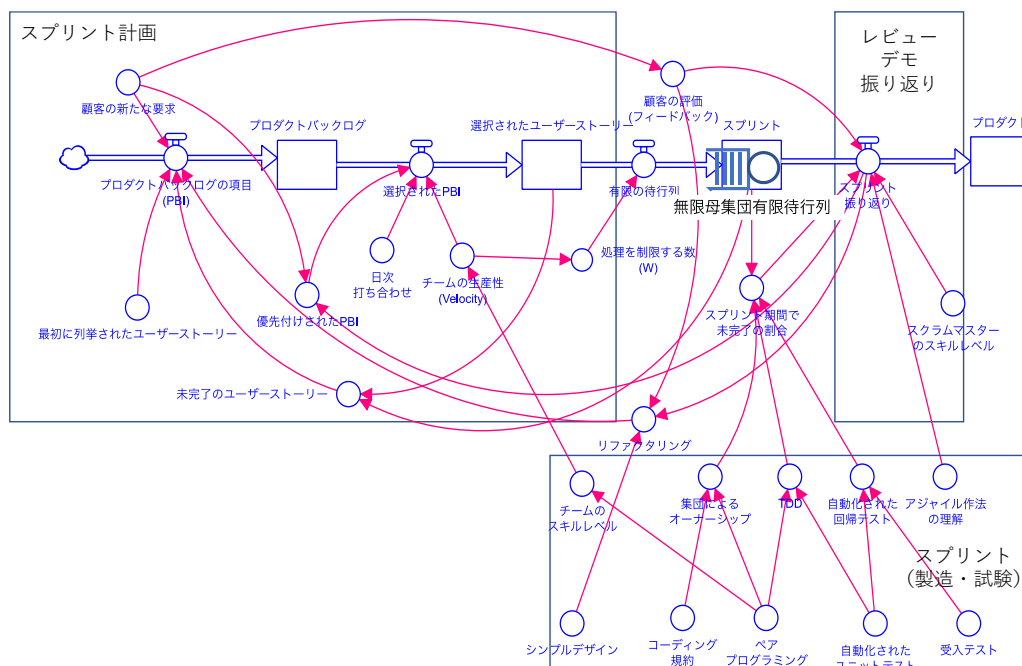 スプリント計画
レビュー
デモ
振り返り
顧客の新たな要求
顧客の評価
(フィードバック)
プロダクトバックログ
選択されたユーザーストーリー
スプリント
プロダクト
プロダクトバックログの項目
(PBI)
選択されたPBI
有限の待行列
スプリント
振り返り
無限母集団有限待行列
日次
打ち合わせ
チームの生産性
(Velocity)
処理を制限する数
(W)
最初に列挙されたユーザーストーリー
優先付けされたPBI
スプリント期間で
未完了の割合
スクラムマスター
のスキルレベル
未完了のユーザーストーリー
リファクタリング
チームの
スキルレベル
集団による
オーナーシップ
TDD
自動化された
回帰テスト
アジャイル作法
の理解
スプリント
(製造・試験)
シンプルデザイン
コーディング
規約
ペア
プログラミング
自動化された
ユニットテスト
受入テスト